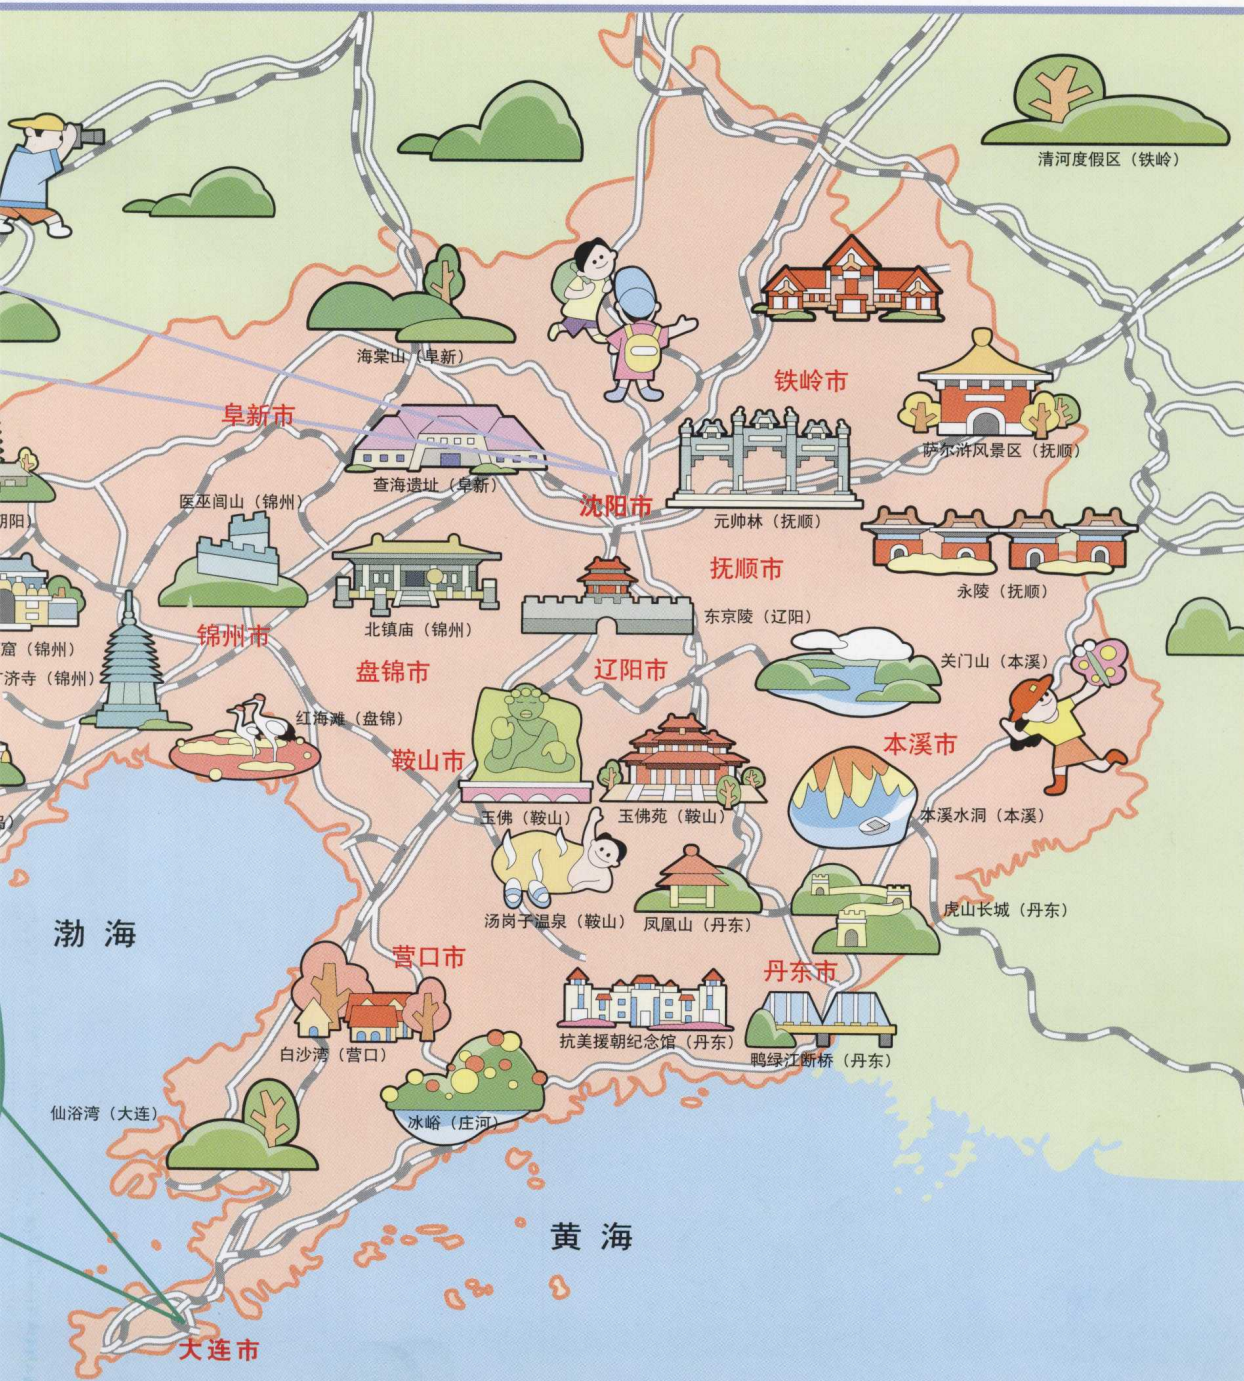 清河度假区（铁岭）
海棠山（阜新）
铁岭市
阜新市
萨尔浒风景区（抚顺）
查海遗址（阜新）
医巫闾山（锦州）
沈阳市
元帅林（抚顺）
抚顺市
永陵（抚顺）
东京陵（辽阳）
北镇庙（锦州）
锦州市
窟（锦州）
盘锦市
辽阳市
关门山（本溪）
广济寺（锦州）
红海滩（盘锦）
本溪市
鞍山市
玉佛（鞍山）
玉佛苑（鞍山）
本溪水洞（本溪）
汤岗子温泉（鞍山）
凤凰山（丹东）
虎山长城（丹东）
渤海
营口市
丹东市
白沙湾（营口）
抗美援朝纪念馆（丹东）
鸭绿江断桥（丹东）
仙浴湾（大连）
冰峪（庄河）
黄海
大连市